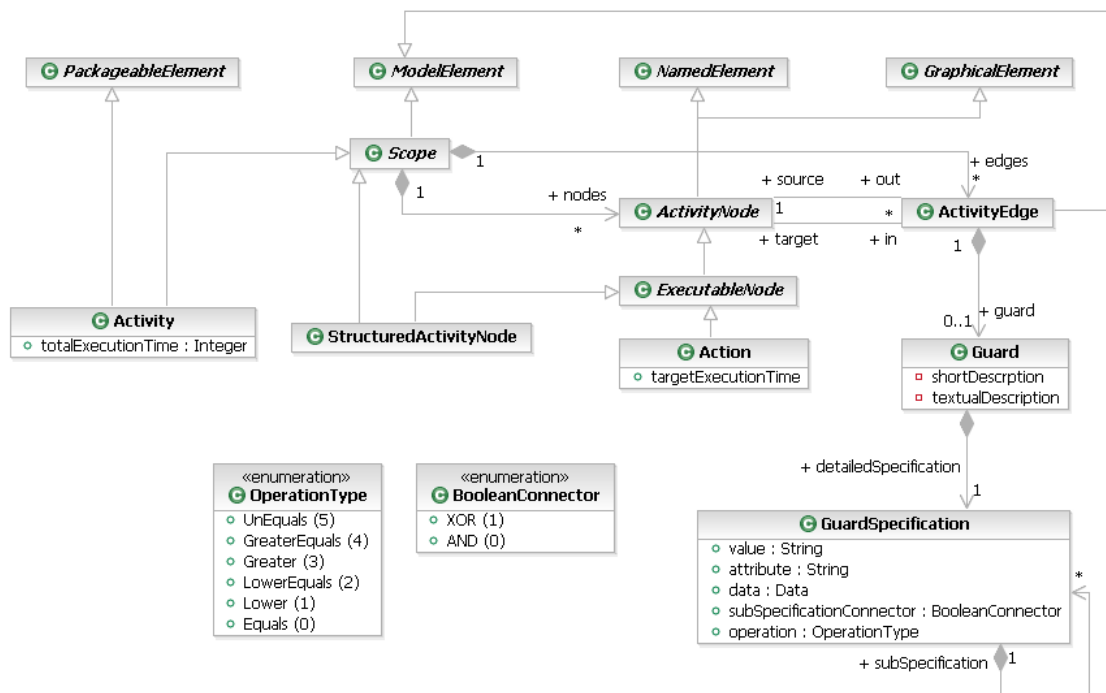 PackageableElement
ModelElement
NamedElement
GraphicalElement
Scope
1
1
+ edges
*
+ nodes
*
+ source
+ out
ActivityNode
1
*
ActivityEdge
+ target
+ in
1
ExecutableNode
+ guard
0..1
Activity
totalExecutionTime : Integer
StructuredActivityNode
Action
targetExecutionTime
Guard
shortDescrption
textualDescription
+ detailedSpecification
1
«enumeration»
OperationType
UnEquals (5)
GreaterEquals (4)
Greater (3)
LowerEquals (2)
Lower (1)
Equals (0)
«enumeration»
BooleanConnector
XOR (1)
AND (0)
GuardSpecification
value : String
attribute : String
data : Data
subSpecificationConnector : BooleanConnector
operation : OperationType
*
+ subSpecification
1